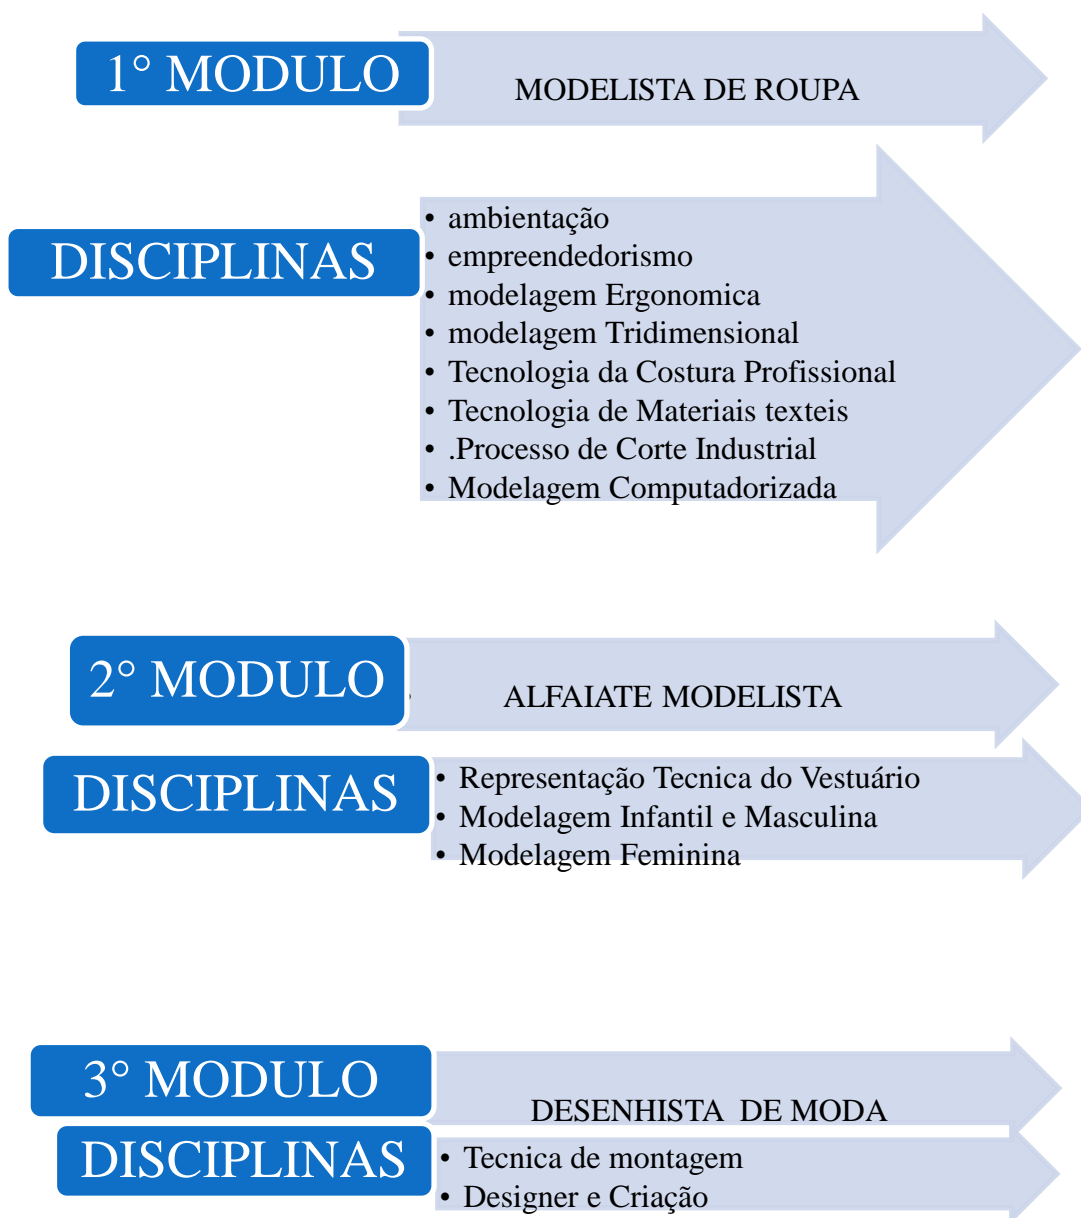 1° MODULO
MODELISTA DE ROUPA
DISCIPLINAS
• ambientação
• empreendedorismo
• modelagem Ergonomica
• modelagem Tridimensional
• Tecnologia da Costura Profissional
• Tecnologia de Materiais texteis
• .Processo de Corte Industrial
• Modelagem Computadorizada
2° MODULO
ALFAIATE MODELISTA
DISCIPLINAS
• Representação Tecnica do Vestuário
• Modelagem Infantil e Masculina
• Modelagem Feminina
3° MODULO
DESENHISTA DE MODA
DISCIPLINAS
• Tecnica de montagem
• Designer e Criação